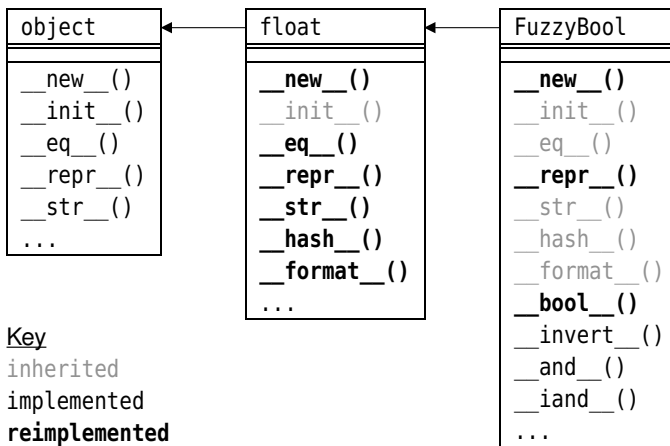 object
__new__()
__init__()
__eq__()
__repr__()
__str__()
...
float
__new__()
__init__()
__eq__()
__repr__()
__str__()
__hash__()
__format__()
...
FuzzyBool
__new__()
__init__()
__eq__()
__repr__()
__str__()
__hash__()
__format__()
__bool__()
__invert__()
__and__()
__iand__()
...
Key
inherited
implemented
reimplemented